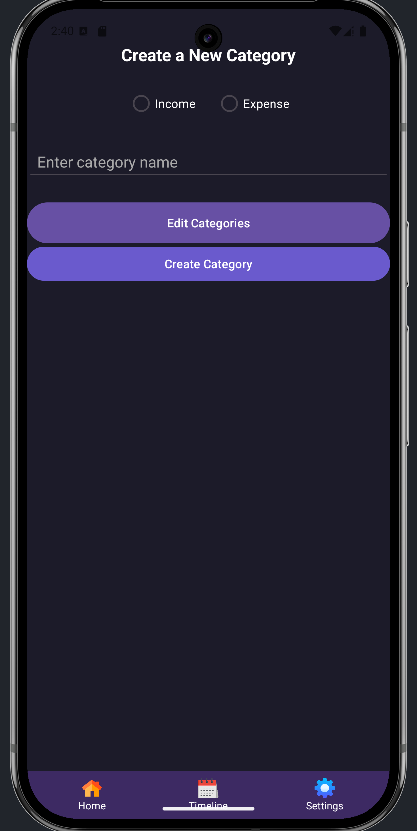 2:40
Create a New Category
Income Expense
Enter category name
Edit Categories
Create Category
Home Timeline Settings